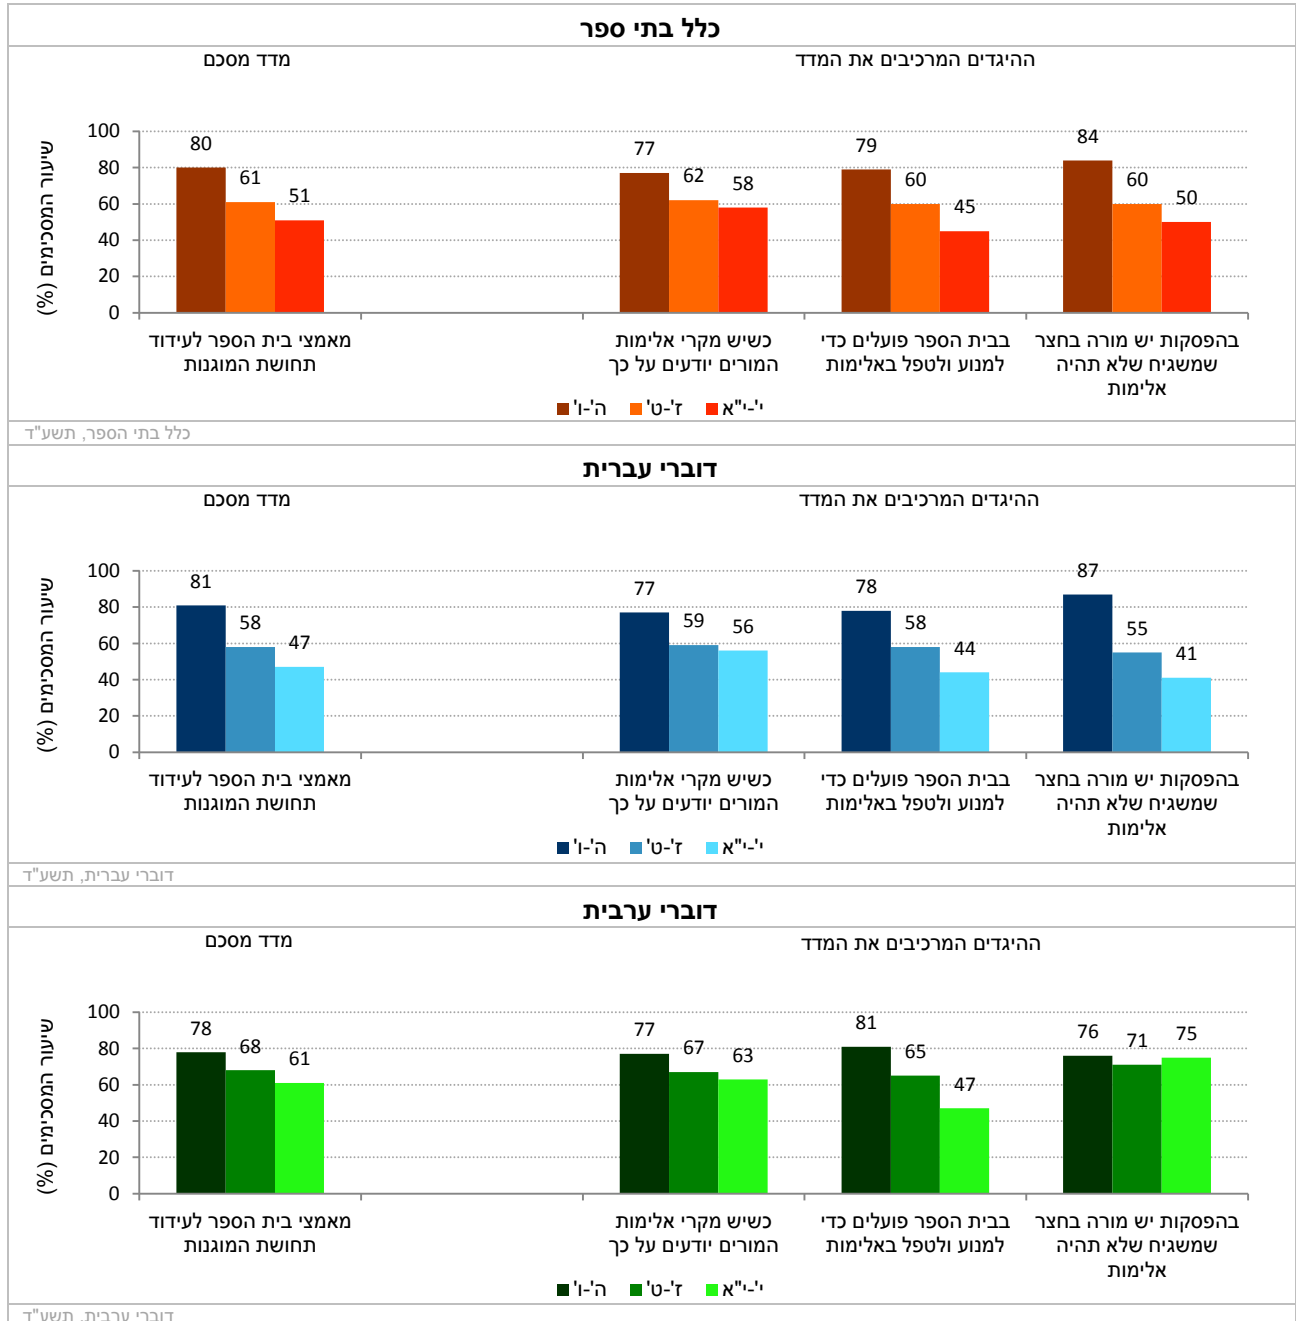 כלל בתי ספר
ההיגדים המרכיבים את המדד
מדד מסכם
שיעור המסכימים (%)
100
80
60
40
20
0
80 61 51
77 62 58
79 60 45
84 60 50
מאמצי בית הספר לעידוד
תחושת המוגנות
כשיש מקרי אלימות
המורים יודעים על כך
בבית הספר פועלים כדי
למנוע ולטפל באלימות
בהפסקות יש מורה בחצר
שמשגיח שלא תהיה
אלימות
ה'-ו' ז'-ט' י'-י"א
כלל בתי הספר, תשע"ד
דוברי עברית
ההיגדים המרכיבים את המדד
מדד מסכם
שיעור המסכימים (%)
100
80
60
40
20
0
81 58 47
77 59 56
78 58 44
87 55 41
מאמצי בית הספר לעידוד
תחושת המוגנות
כשיש מקרי אלימות
המורים יודעים על כך
בבית הספר פועלים כדי
למנוע ולטפל באלימות
בהפסקות יש מורה בחצר
שמשגיח שלא תהיה
אלימות
ה'-ו' ז'-ט' י'-י"א
דוברי עברית, תשע"ד
דוברי ערבית
ההיגדים המרכיבים את המדד
מדד מסכם
שיעור המסכימים (%)
100
80
60
40
20
0
78 68 61
77 67 63
81 65 47
76 71 75
מאמצי בית הספר לעידוד
תחושת המוגנות
כשיש מקרי אלימות
המורים יודעים על כך
בבית הספר פועלים כדי
למנוע ולטפל באלימות
בהפסקות יש מורה בחצר
שמשגיח שלא תהיה
אלימות
ה'-ו' ז'-ט' י'-י"א
דוברי ערבית, תשע"ד